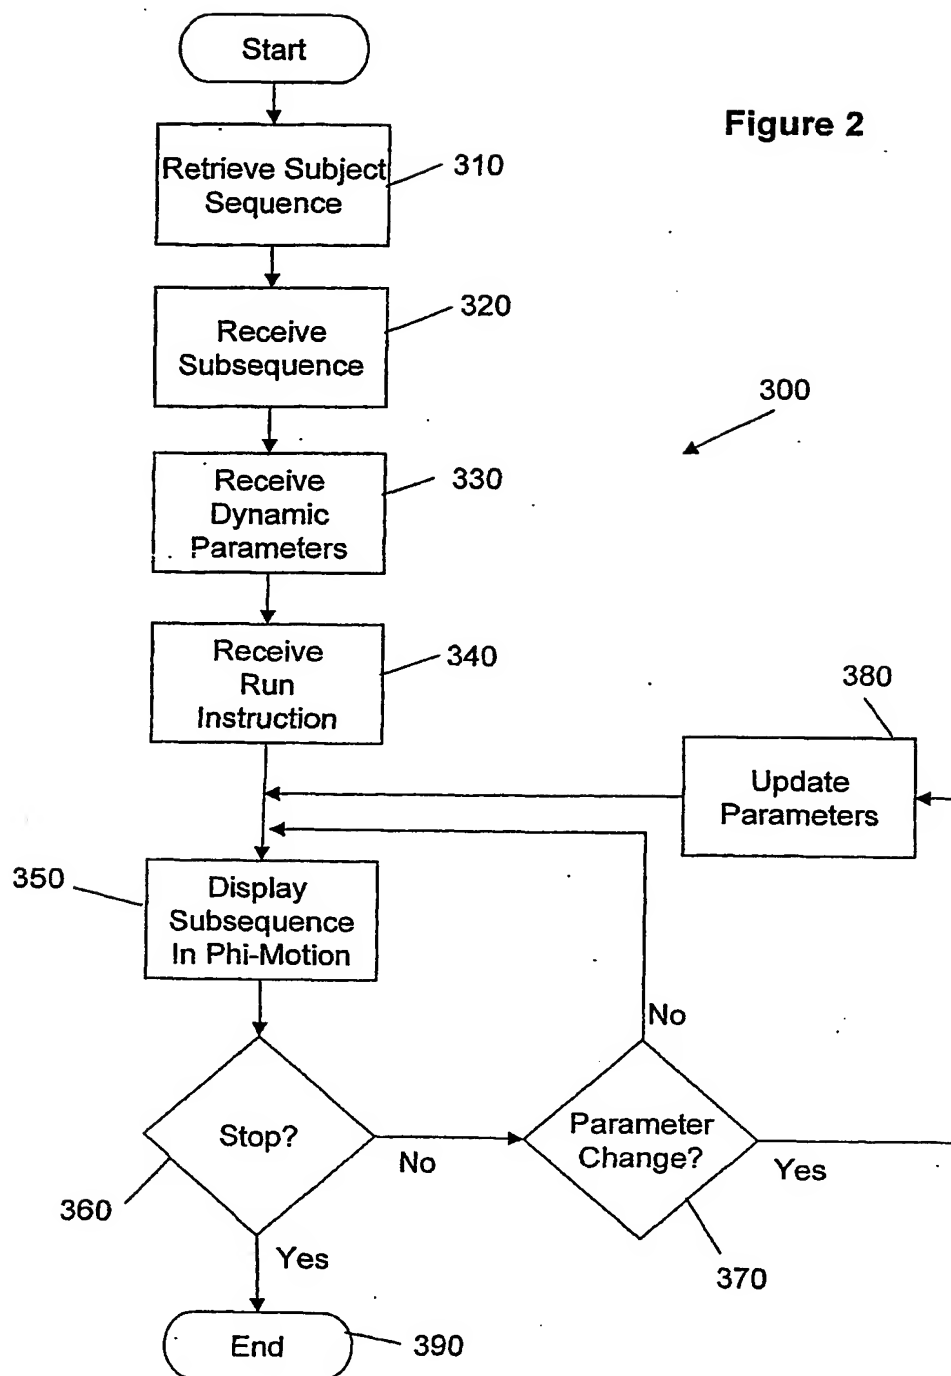 Start
Figure 2
Retrieve Subject
Sequence
310
320
Receive
Subsequence
300
Receive
Dynamic
Parameters
330
Receive
Run
Instruction
340
380
Update
Parameters
350
Display
Subsequence
In Phi-Motion
No
Stop?
No
Parameter
Change?
Yes
360
370
Yes
End
390